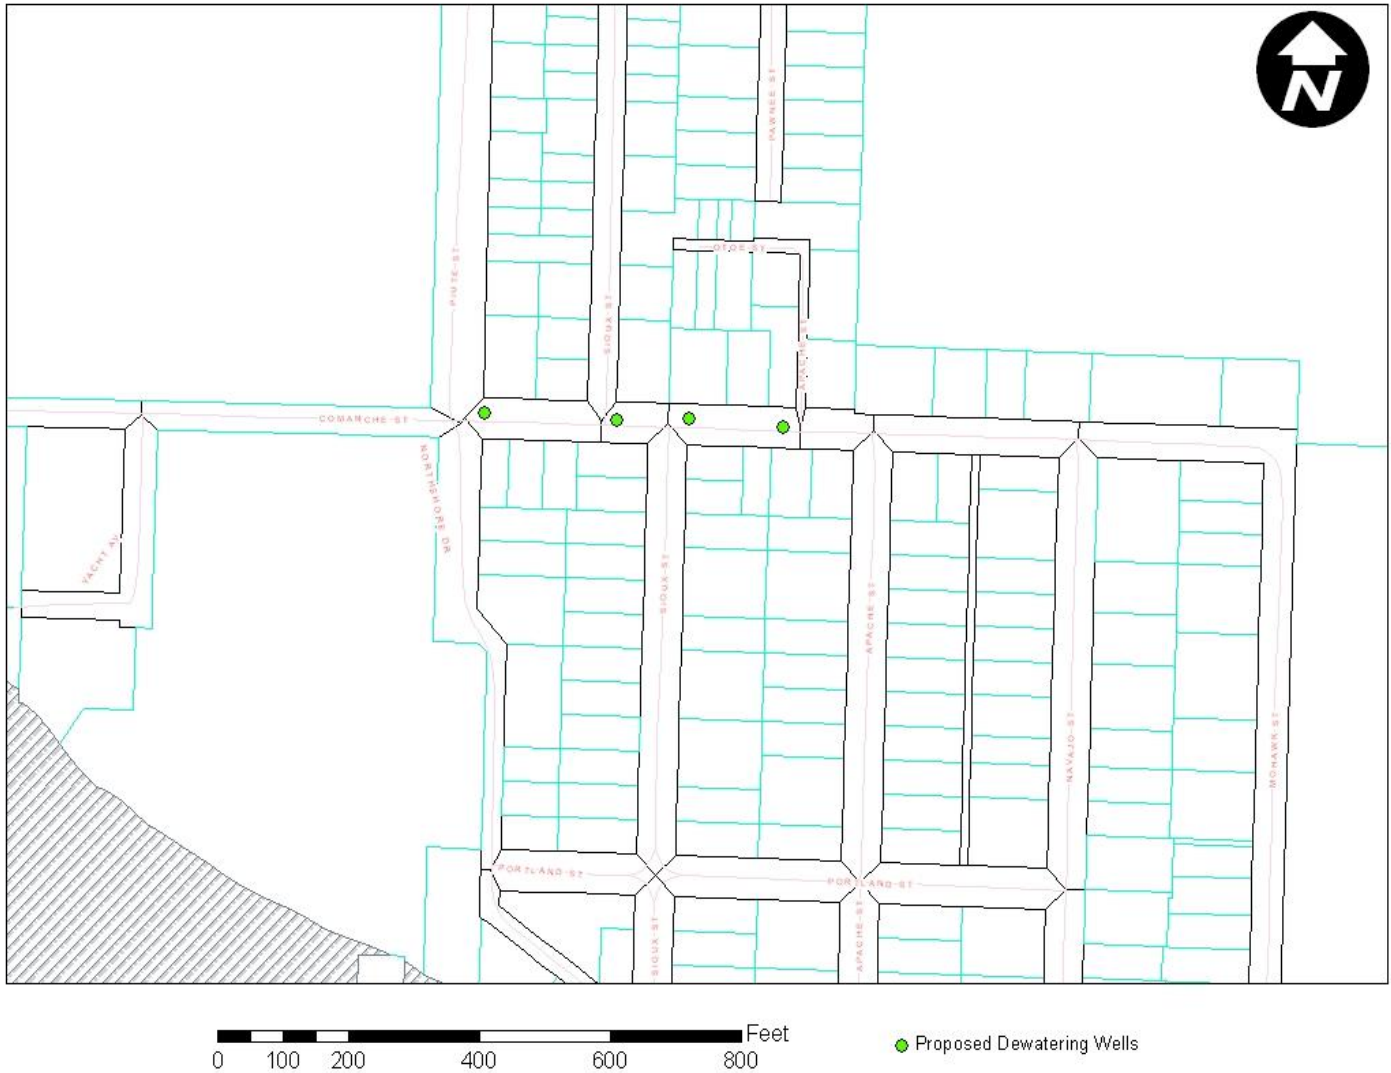 N
PAWNEE ST
PIUTE ST
OTOE ST
SIOUX ST
APACHE ST
COMARCHE ST
NORTHSHORE DR
YACHT AV
SIOUX ST
APACHE ST
NAVAJO ST
MOHAWK ST
PORTLAND ST
PORTLAND ST
SIOUX ST
APACHE ST
Feet
0 100 200 400 600 800
Proposed Dewatering Wells